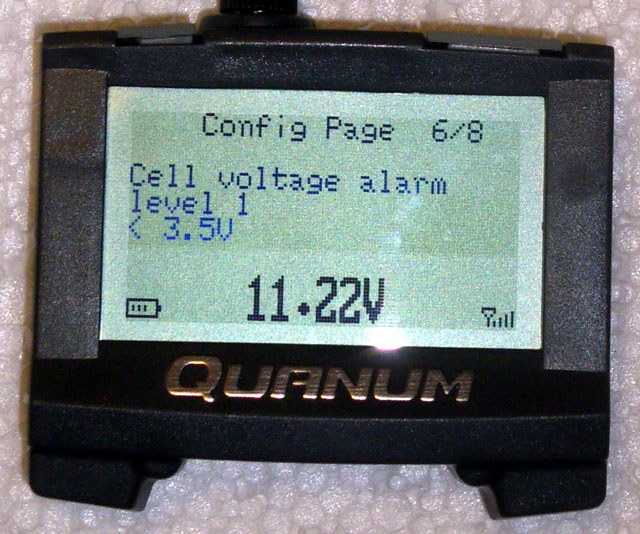 Config Page 6/8
Cell voltage alarm
level 1
< 3.5V
11.22V
QUANUM